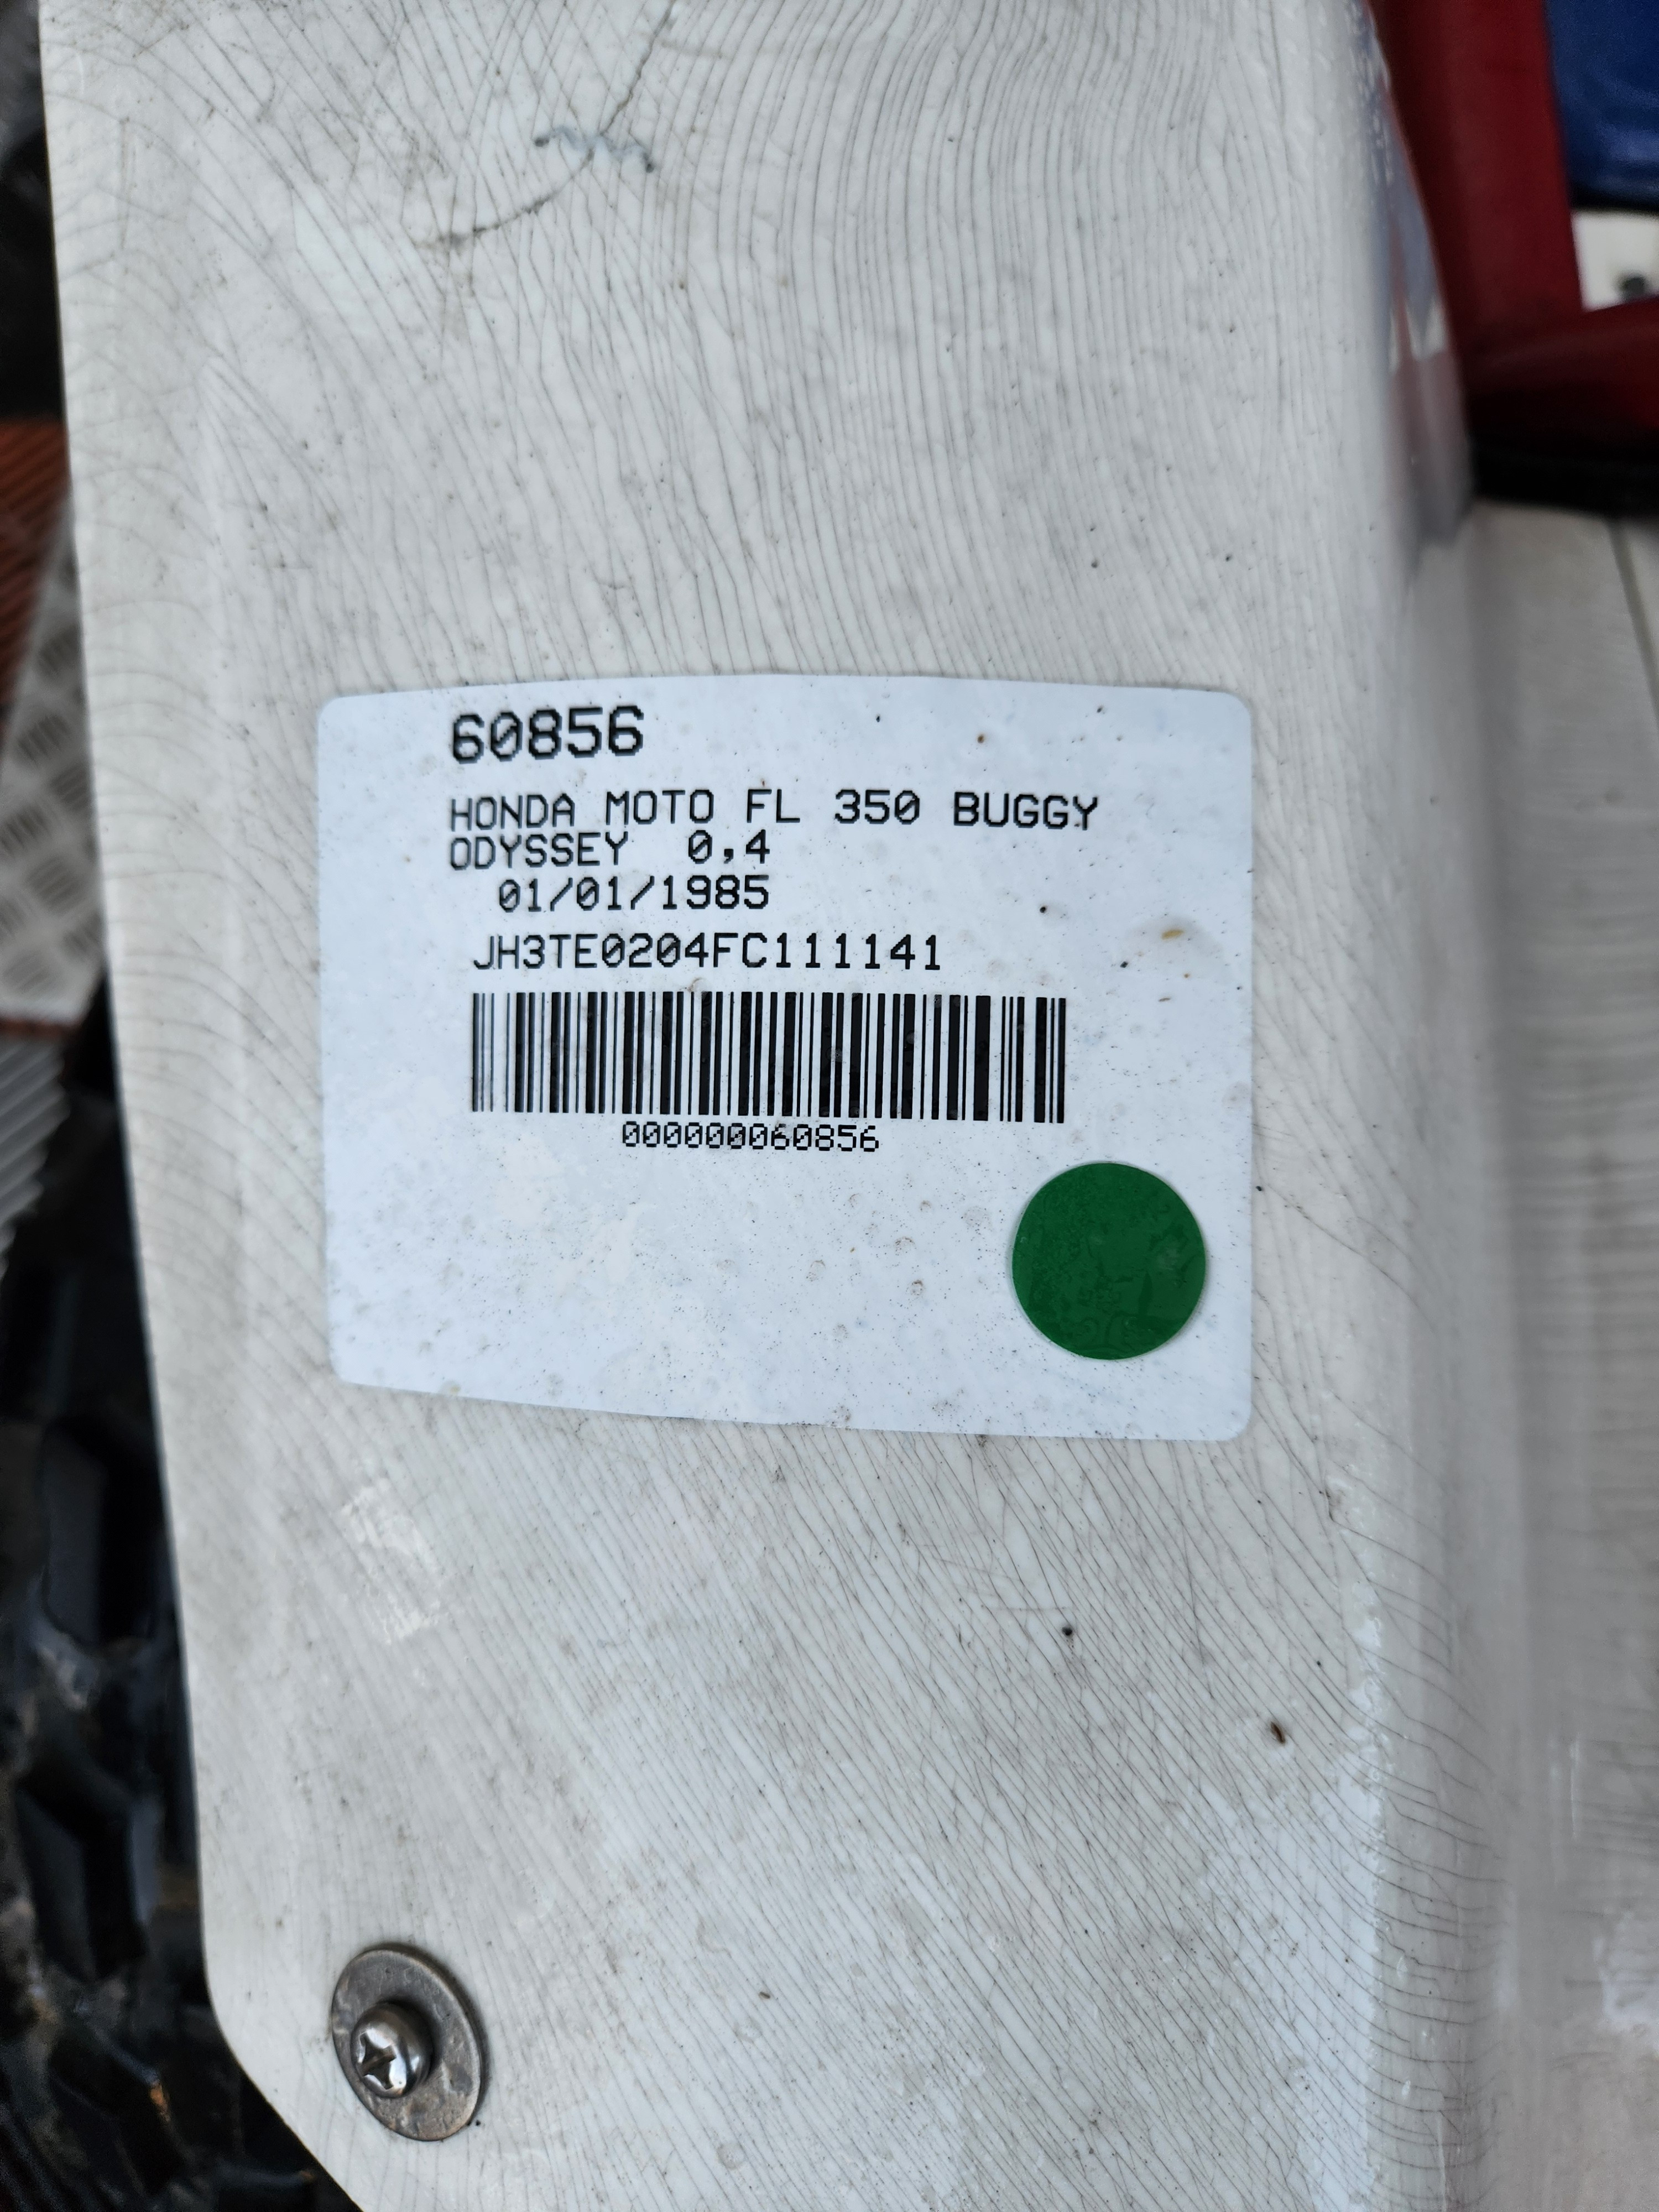 60856
HONDA MOTO FL 350 BUGGY
ODYSSEY 0,4
01/01/1985
JH3TE0204FC111141
000000060856